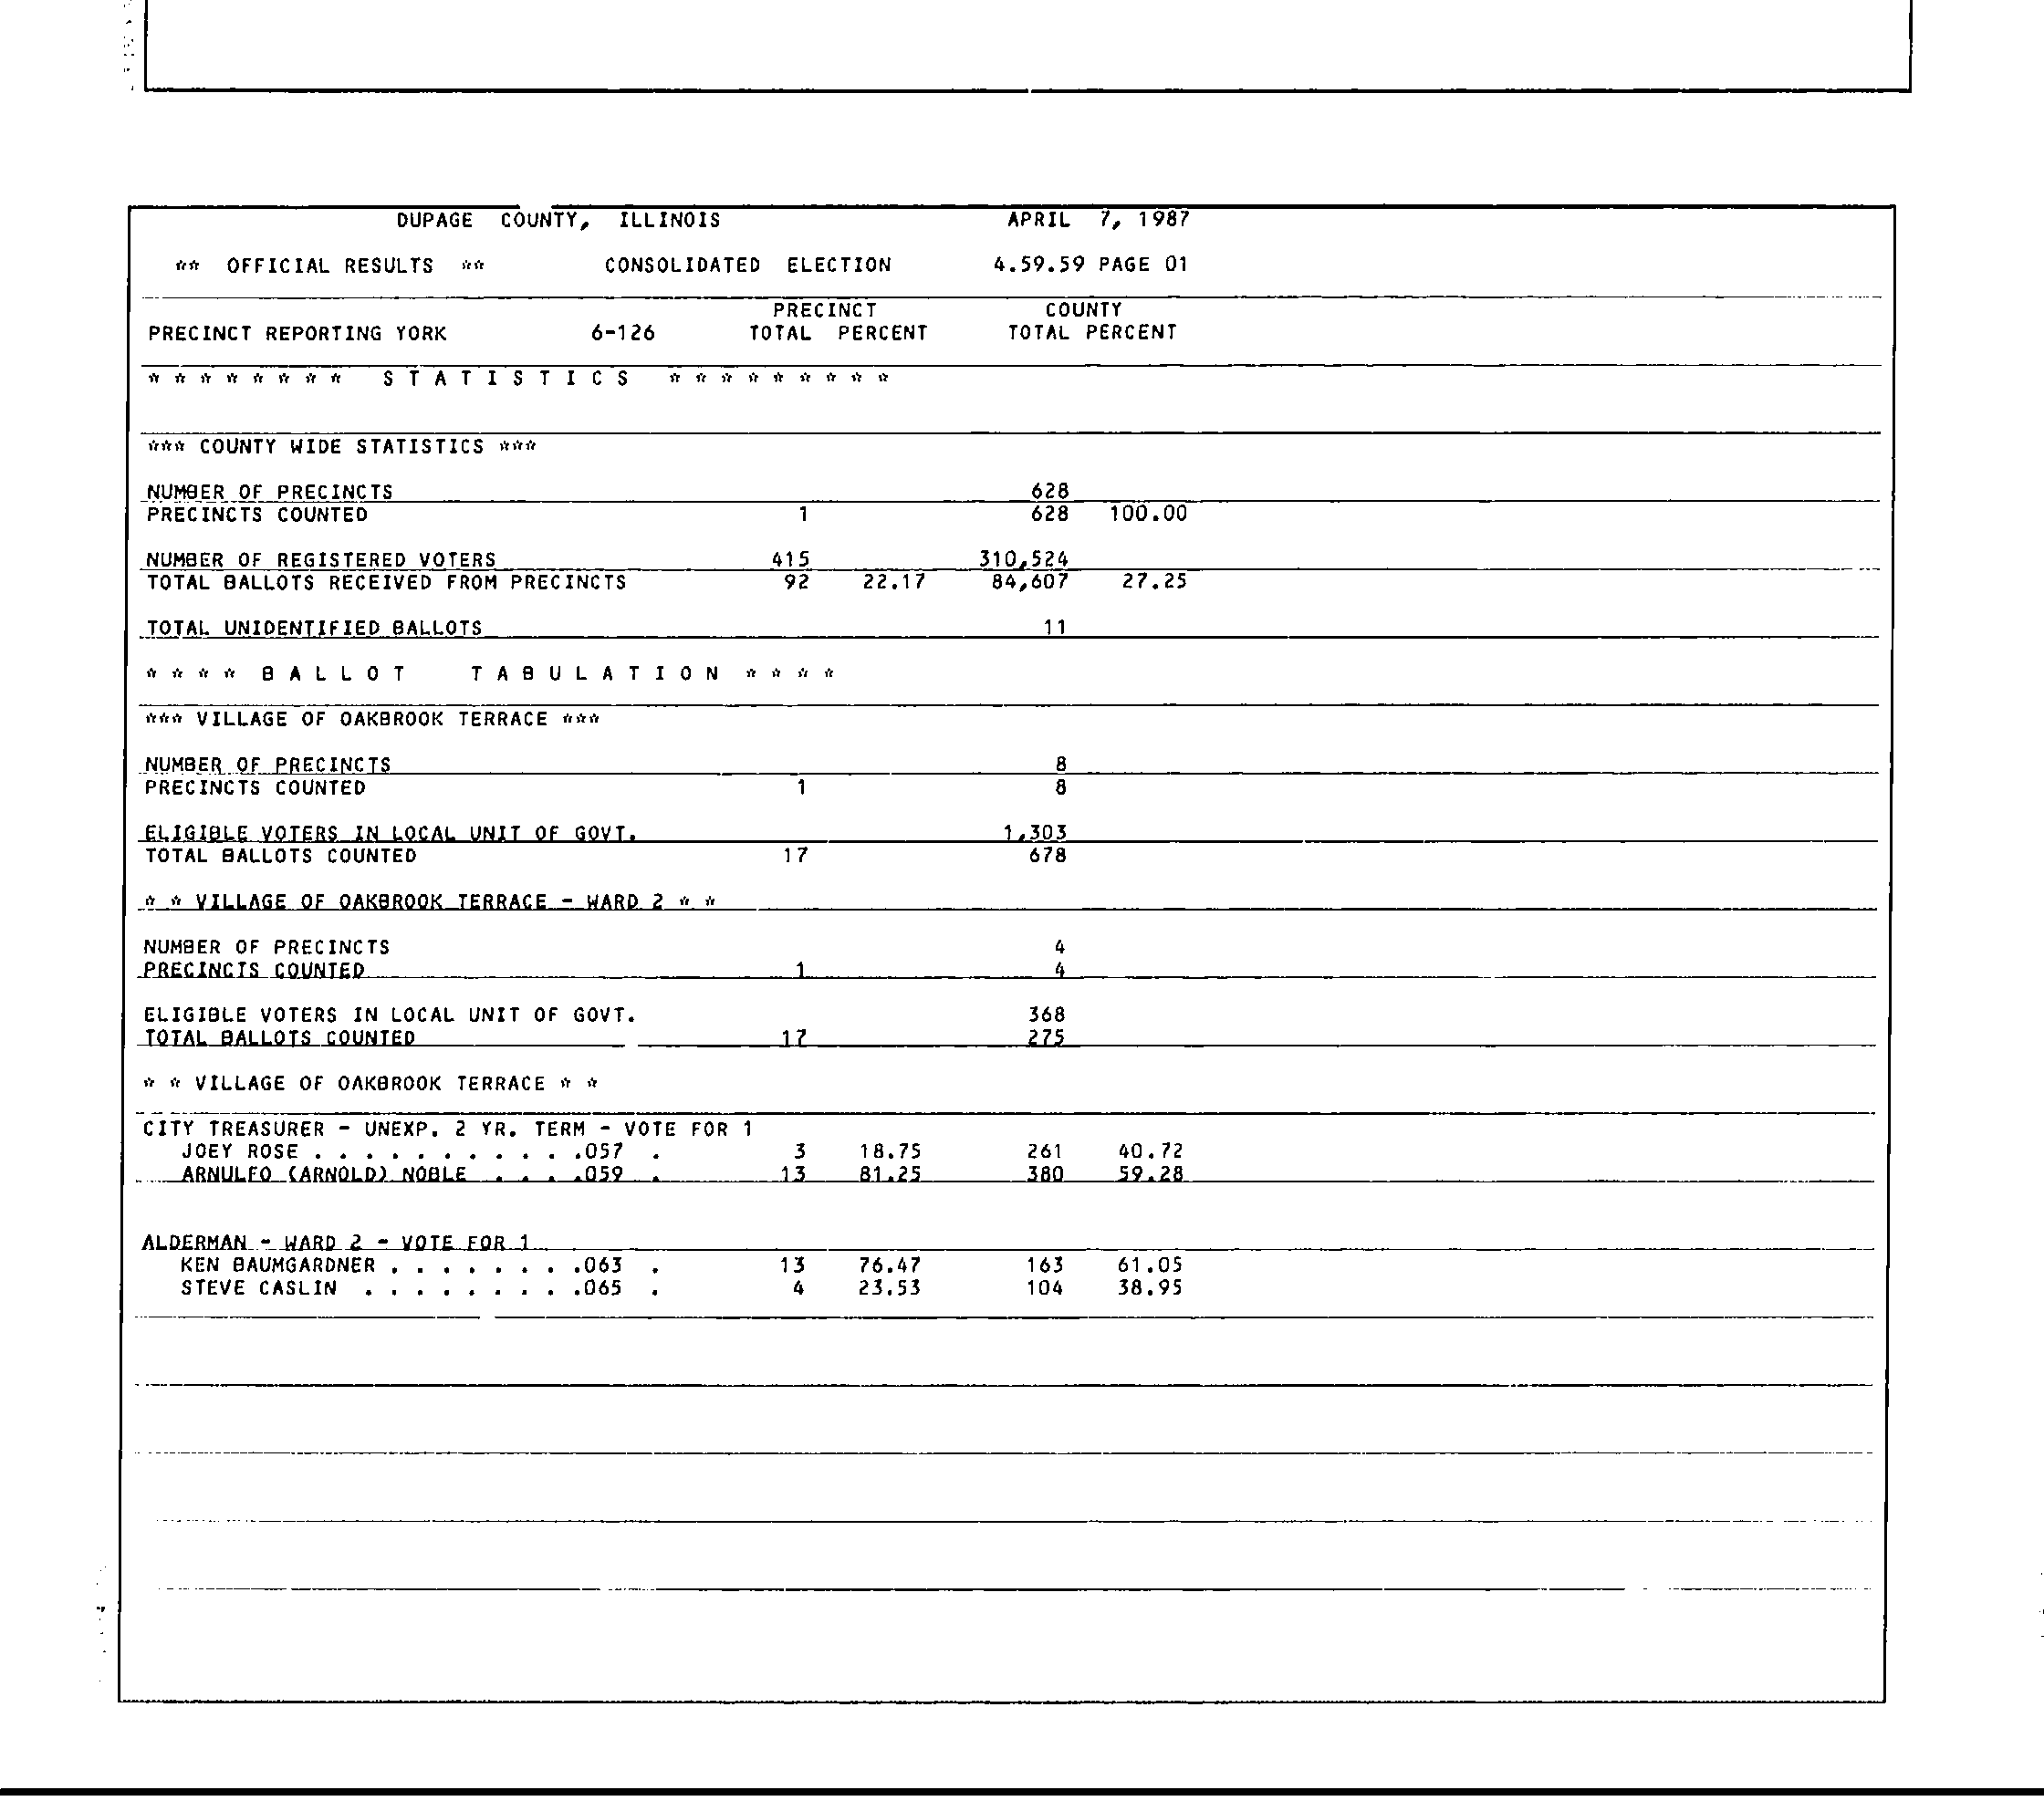 DUPAGE COUNTY, ILLINOIS APRIL 7, 1987
** OFFICIAL RESULTS ** CONSOLIDATED ELECTION 4.59.59 PAGE 01
PRECINCT COUNTY
PRECINCT REPORTING YORK 6-126 TOTAL PERCENT TOTAL PERCENT
* * * * * * * * S T A T I S T I C S * * * * * * * * *
*** COUNTY WIDE STATISTICS ***
NUMBER OF PRECINCTS 628
PRECINCTS COUNTED 1 628 100.00
NUMBER OF REGISTERED VOTERS 415 310,524
TOTAL BALLOTS RECEIVED FROM PRECINCTS 92 22.17 84,607 27.25
TOTAL UNIDENTIFIED BALLOTS 11
* * * * B A L L O T T A B U L A T I O N * * * *
*** VILLAGE OF OAKBROOK TERRACE ***
NUMBER OF PRECINCTS 8
PRECINCTS COUNTED 1 8
ELIGIBLE VOTERS IN LOCAL UNIT OF GOVT. 1,303
TOTAL BALLOTS COUNTED 17 678
* * VILLAGE OF OAKBROOK TERRACE - WARD 2 * *
NUMBER OF PRECINCTS 4
PRECINCTS COUNTED 1 4
ELIGIBLE VOTERS IN LOCAL UNIT OF GOVT. 368
TOTAL BALLOTS COUNTED 17 275
* * VILLAGE OF OAKBROOK TERRACE * *
CITY TREASURER - UNEXP. 2 YR. TERM - VOTE FOR 1
JOEY ROSE . . . . . . . . . . .057 . 3 18.75 261 40.72
ARNULFO (ARNOLD) NOBLE . . . .059 . 13 81.25 380 59.28
ALDERMAN - WARD 2 - VOTE FOR 1
KEN BAUMGARDNER . . . . . . . .063 . 13 76.47 163 61.05
STEVE CASLIN . . . . . . . . .065 . 4 23.53 104 38.95